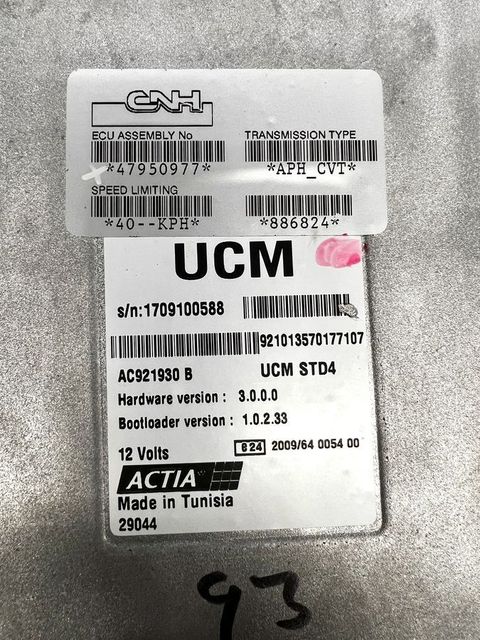 CNH
ECU ASSEMBLY No
TRANSMISSION TYPE
*47950977*
*APH_CVT*
SPEED LIMITING
*40--KPH*
*886824*
UCM
s/n:1709100588
921013570177107
AC921930 B
UCM STD4
Hardware version : 3.0.0.0
Bootloader version : 1.0.2.33
12 Volts
e 24 2009/64 0054 00
ACTIA
Made in Tunisia
29044
93